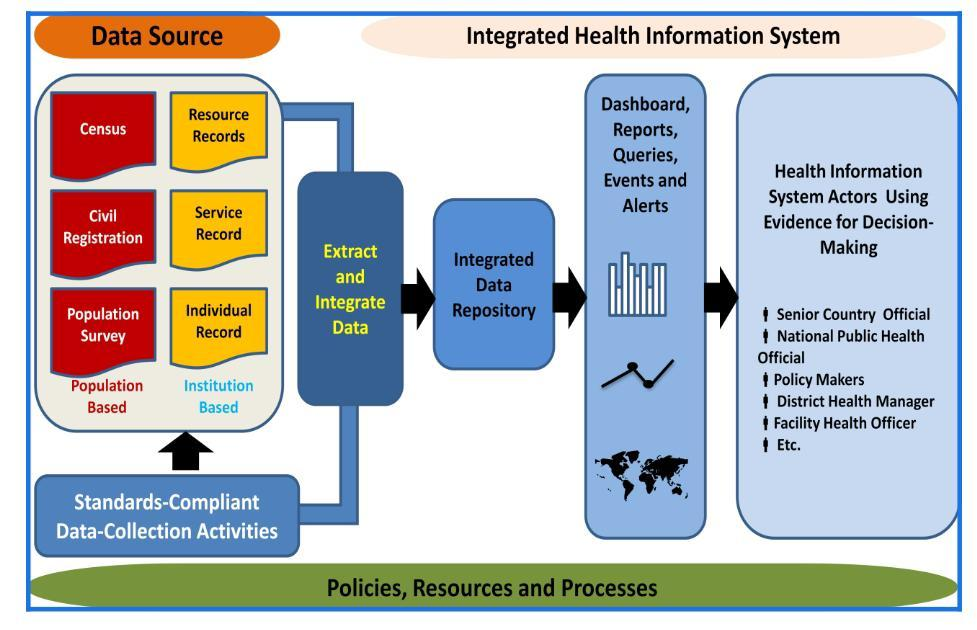 Data Source
Integrated Health Information System
Census
Resource
Records
Civil
Registration
Service
Record
Population
Survey
Individual
Record
Population
Based
Institution
Based
Standards-Compliant
Data-Collection Activities
Extract
and
Integrate
Data
Integrated
Data
Repository
Dashboard,
Reports,
Queries,
Events and
Alerts
Health Information
System Actors Using
Evidence for Decision-
Making
Senior Country Official
National Public Health
Official
Policy Makers
District Health Manager
Facility Health Officer
Etc.
Policies, Resources and Processes